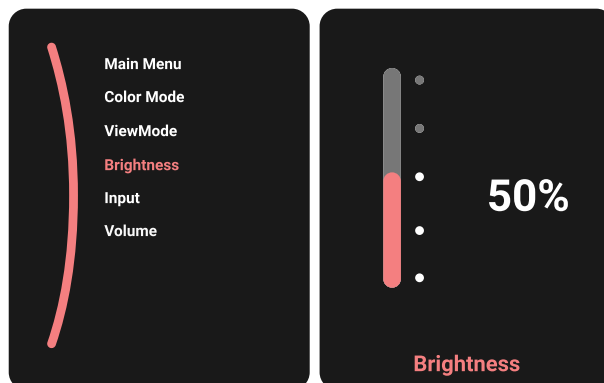 Main Menu
Color Mode
ViewMode
Brightness
Input
Volume
50%
Brightness